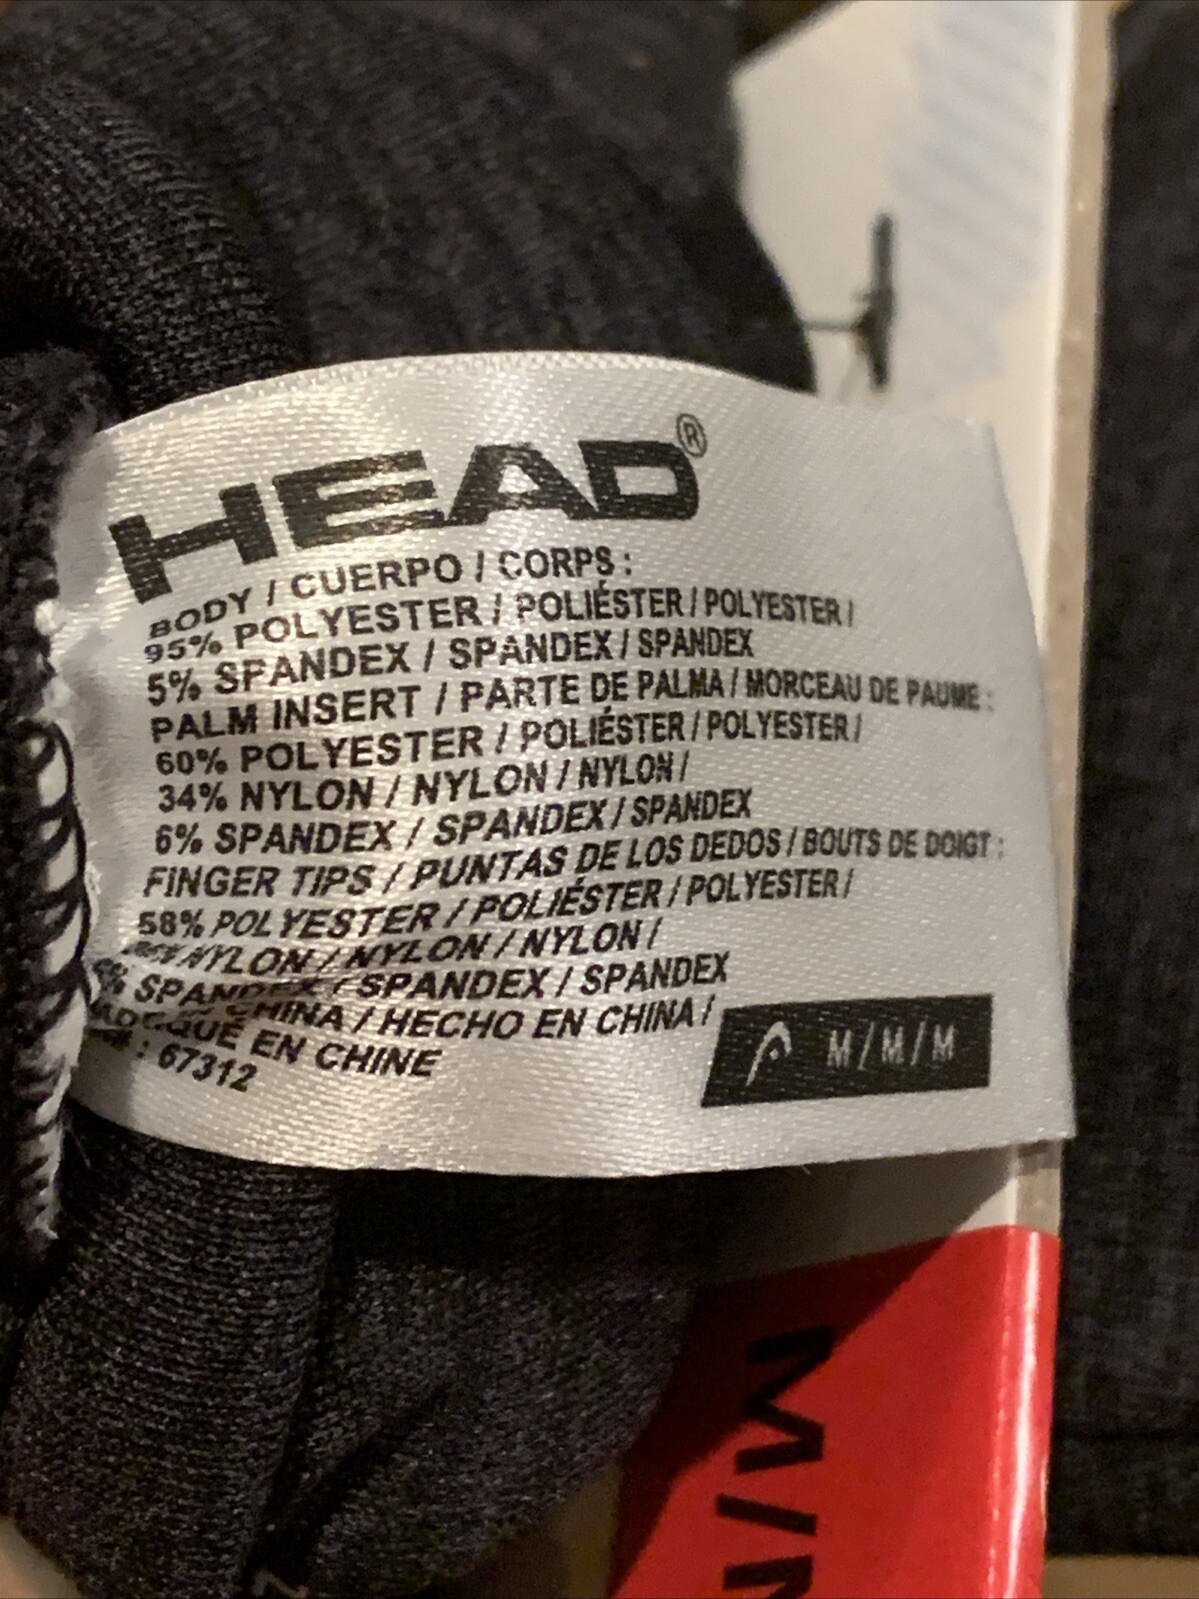 HEAD®
BODY / CUERPO / CORPS :
95% POLYESTER / POLIÉSTER / POLYESTER /
5% SPANDEX / SPANDEX / SPANDEX
PALM INSERT / PARTE DE PALMA / MORCEAU DE PAUME :
60% POLYESTER / POLIÉSTER / POLYESTER /
34% NYLON / NYLON / NYLON /
6% SPANDEX / SPANDEX / SPANDEX
FINGER TIPS / PUNTAS DE LOS DEDOS / BOUTS DE DOIGT :
58% POLYESTER / POLIÉSTER / POLYESTER /
NYLON / NYLON / NYLON /
SPANDEX / SPANDEX / SPANDEX
CHINA / HECHO EN CHINA /
EN CHINE
: 67312
M / M / M
M/